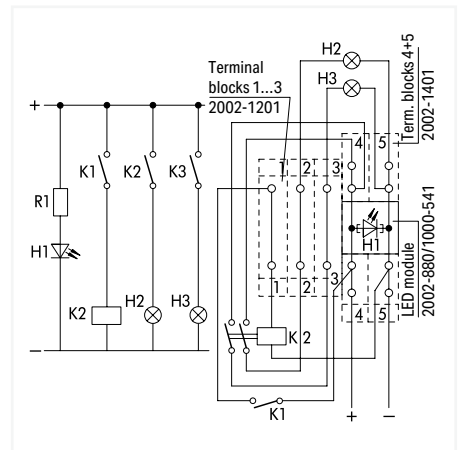 H2
Terminal
blocks 1...3
2002-1201
H3
Term. blocks 4+5
2002-1401
+
K1
K2
K3
R1
H1
K2
H2
H3
−
1
2
3
4
5
H1
LED module
2002-880/1000-541
1
2
3
4
5
K2
K1
+
−